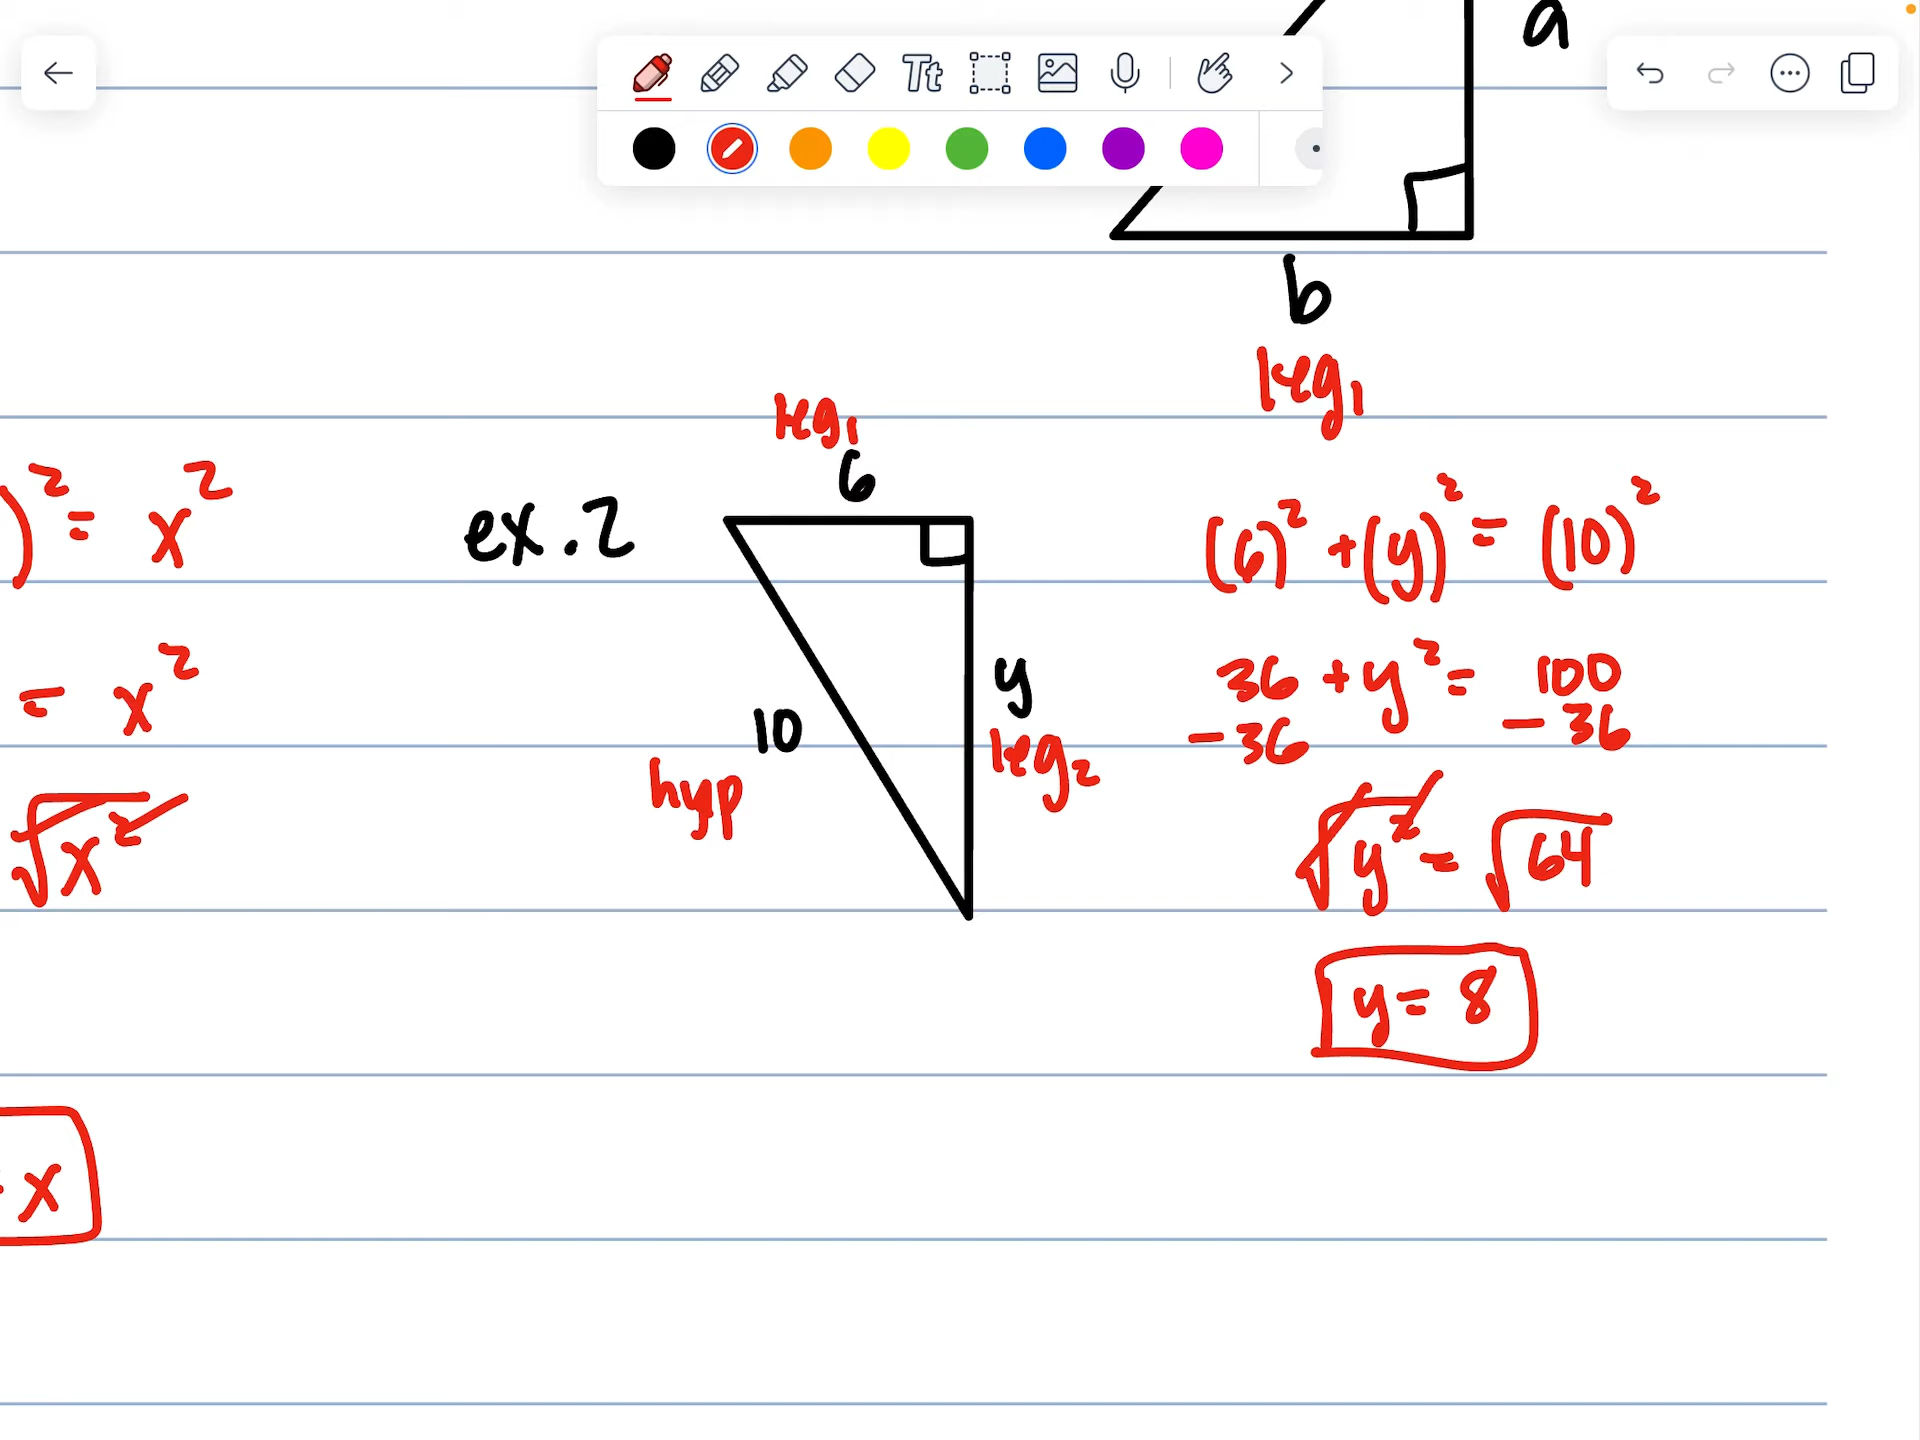 Tt
a
b
leg₁
leg₁
6
)² = x²
ex. 2
(6)² + (y)² = (10)²
= x²
y
36 + y² = 100
10
leg₂
- 36 - 36
hyp
√x²
√y² = √64
y = 8
x